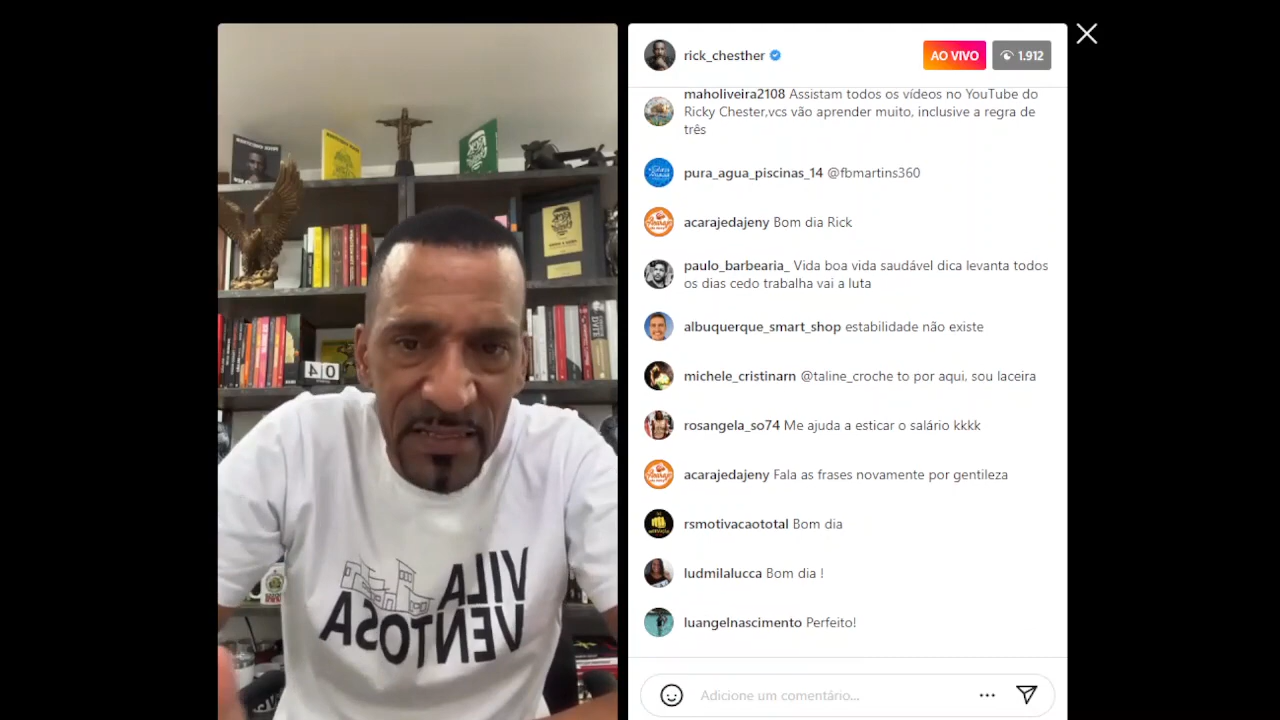 rick_chesther
AO VIVO
1.912
maholiveira2108 Assistam todos os vídeos no YouTube do
Ricky Chester,vcs vão aprender muito, inclusive a regra de
três
pura_agua_piscinas_14 @fbmartins360
acarajedajeny Bom dia Rick
paulo_barbearia_ Vida boa vida saudável dica levanta todos
os dias cedo trabalha vai a luta
albuquerque_smart_shop estabilidade não existe
michele_cristinarn @taline_croche to por aqui, sou laceira
rosangela_so74 Me ajuda a esticar o salário kkkk
acarajedajeny Fala as frases novamente por gentileza
rsmotivacaototal Bom dia
ludmilalucca Bom dia !
luangelnascimento Perfeito!
Adicione um comentário...
04
VILA
VENTOSA